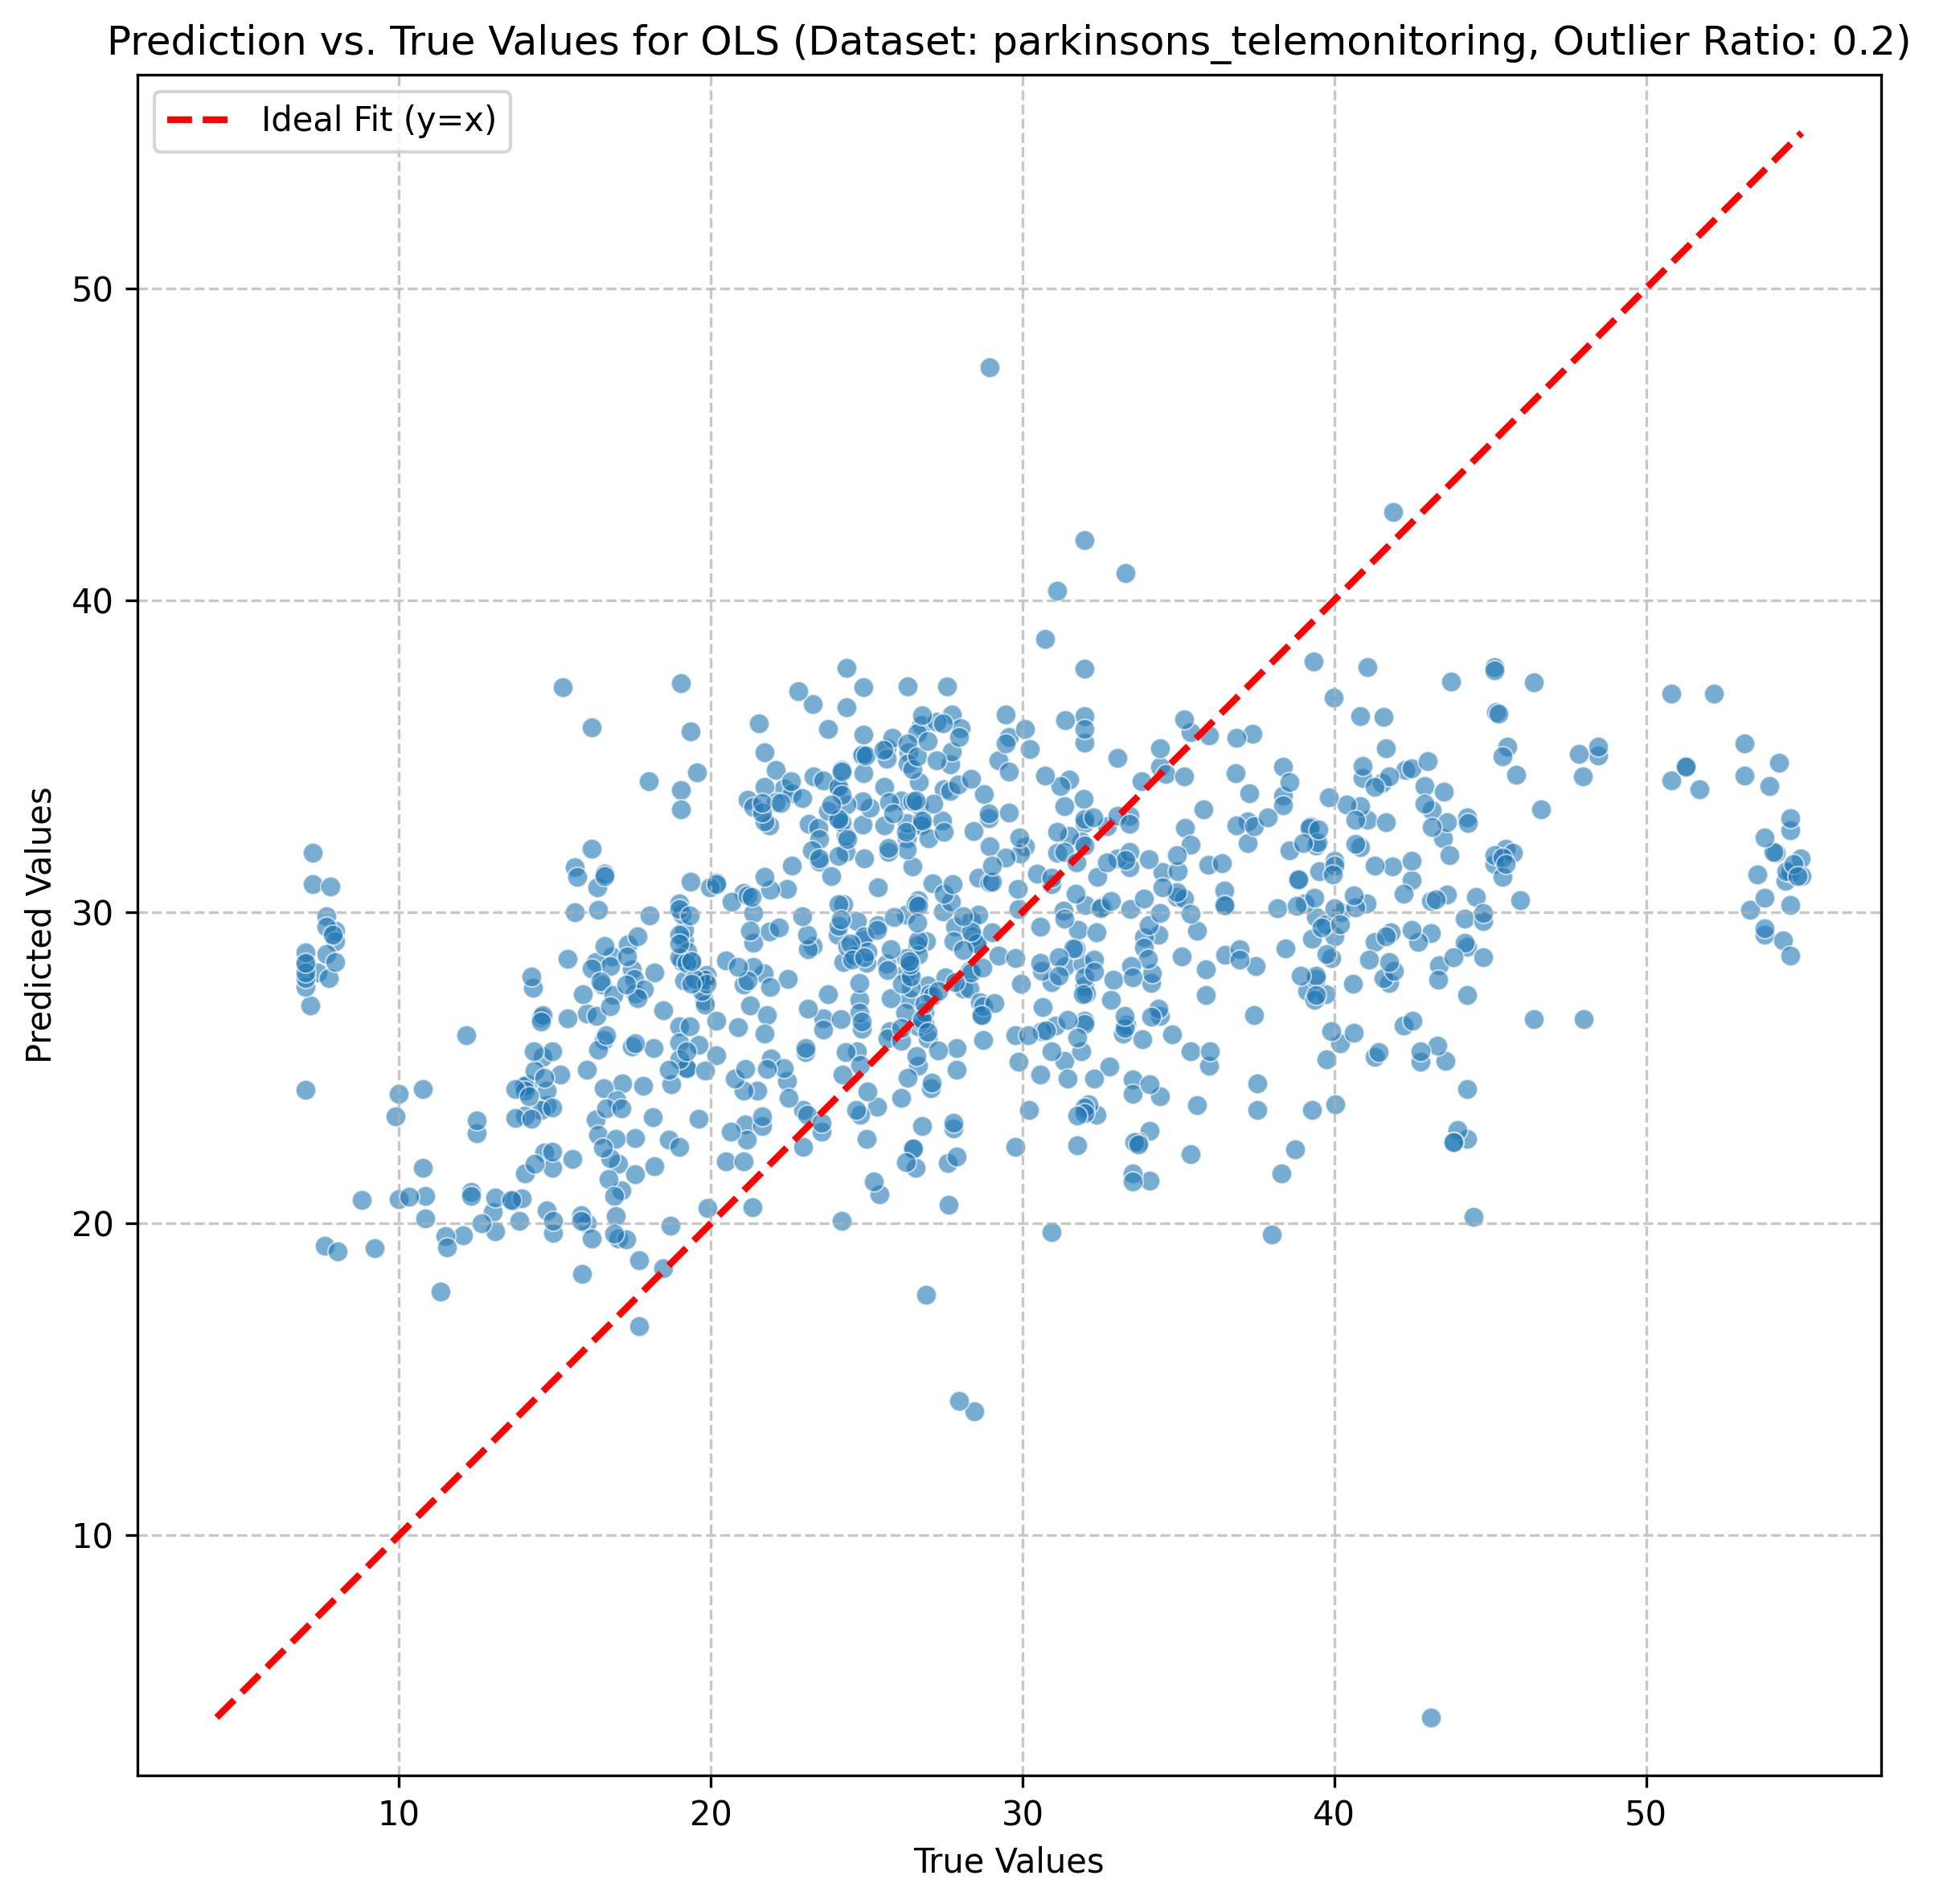 Prediction vs. True Values for OLS (Dataset: parkinsons_telemonitoring, Outlier Ratio: 0.2)
Ideal Fit (y=x)
50
40
30
20
10
Predicted Values
10 20 30 40 50
True Values